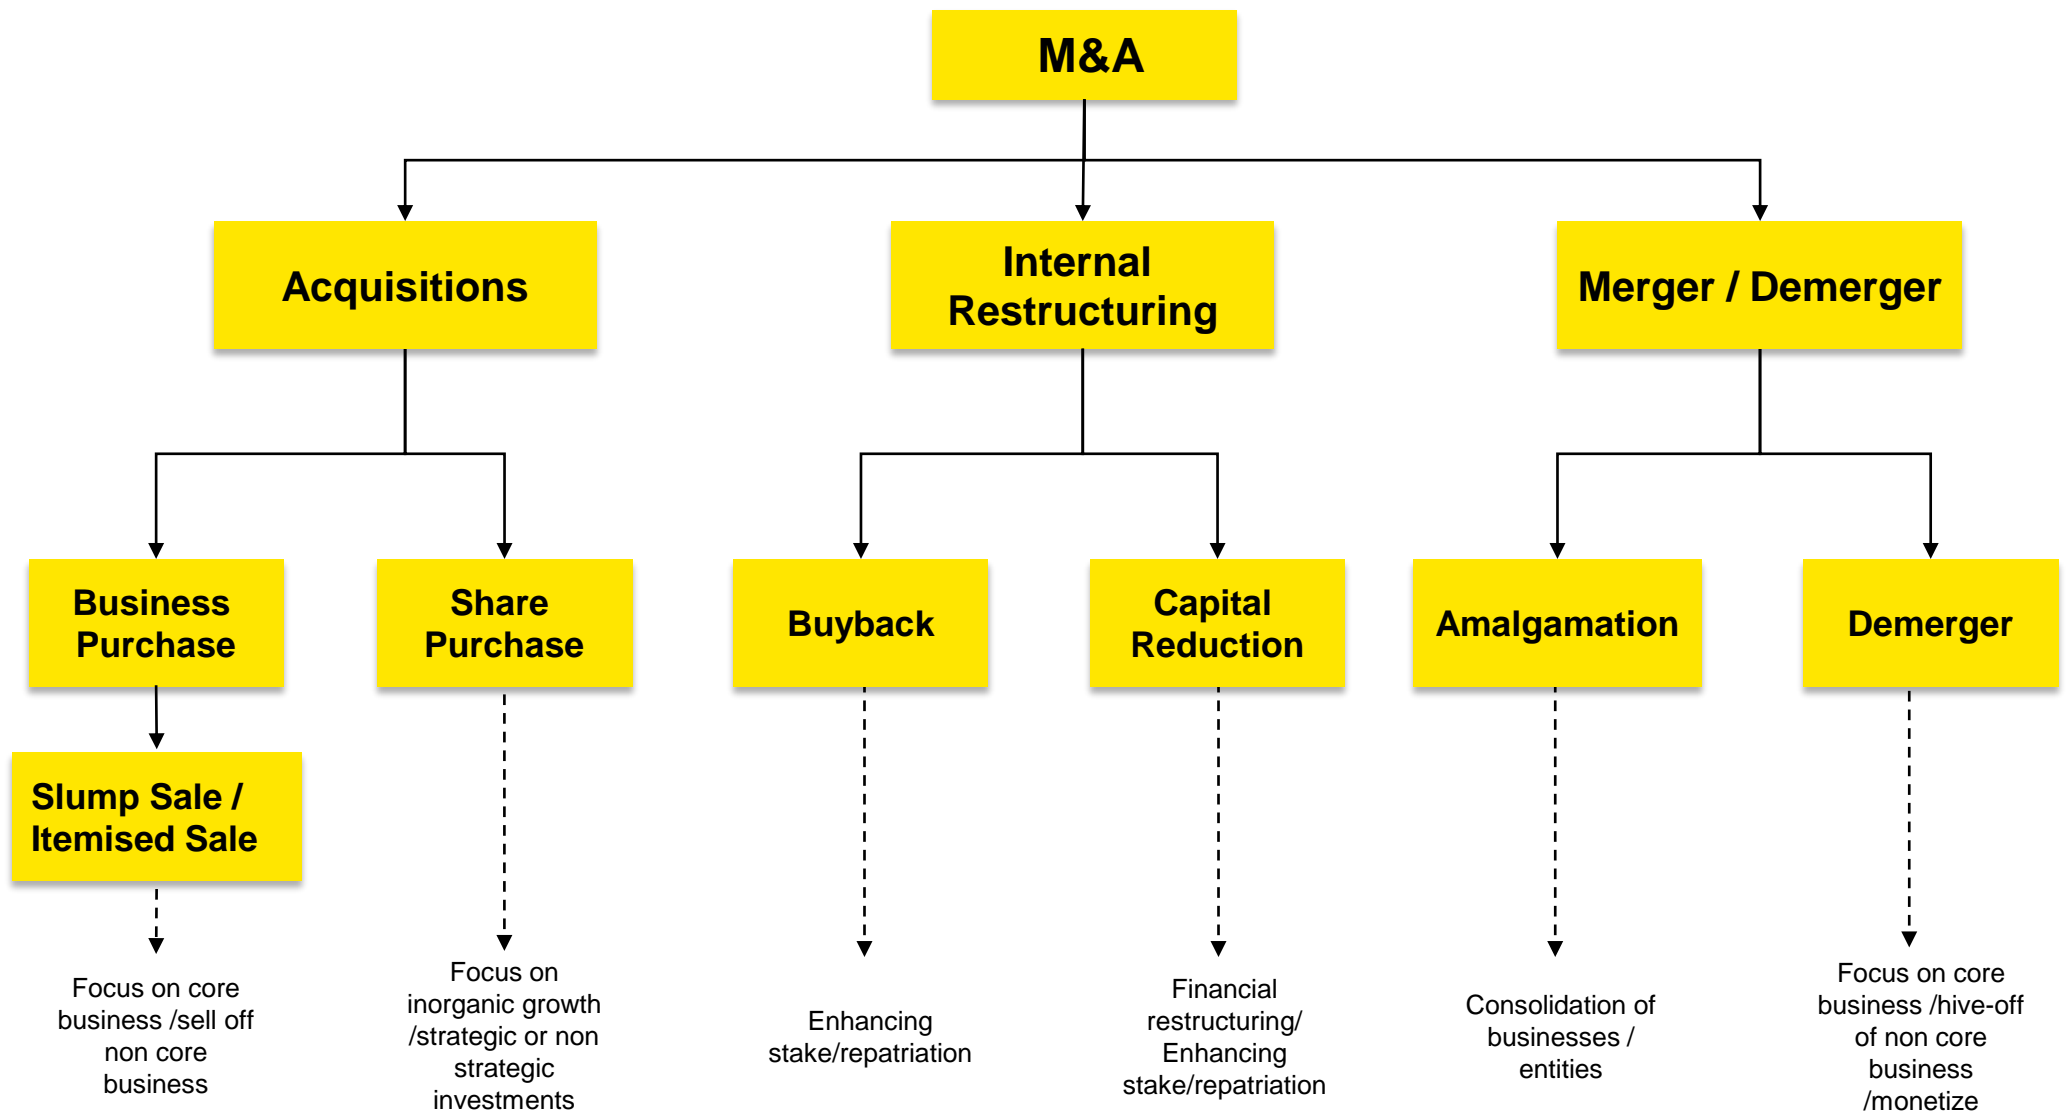 M&A
Acquisitions
Internal
Restructuring
Merger / Demerger
Business
Purchase
Share
Purchase
Buyback
Capital
Reduction
Amalgamation
Demerger
Slump Sale /
Itemised Sale
Focus on core
business /sell off
non core
business
Focus on
inorganic growth
/strategic or non
strategic
investments
Enhancing
stake/repatriation
Financial
restructuring/
Enhancing
stake/repatriation
Consolidation of
businesses /
entities
Focus on core
business /hive-off
of non core
business
/monetize